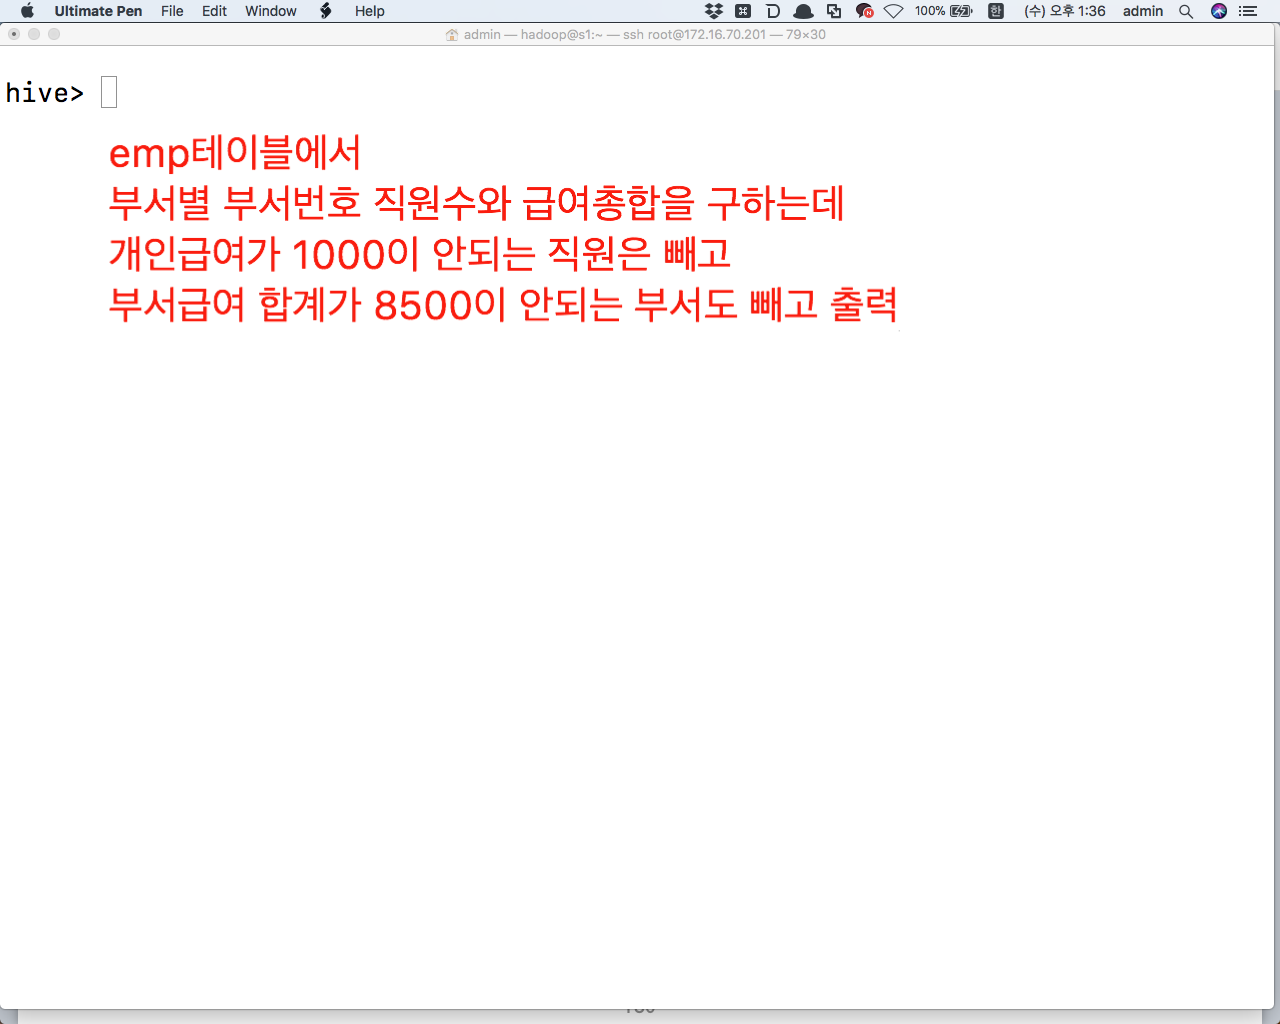 Ultimate Pen File Edit Window Help 100% 한 (수) 오후 1:36 admin
admin — hadoop@s1:~ — ssh root@172.16.70.201 — 79×30
hive>
emp테이블에서
부서별 부서번호 직원수와 급여총합을 구하는데
개인급여가 1000이 안되는 직원은 빼고
부서급여 합계가 8500이 안되는 부서도 빼고 출력